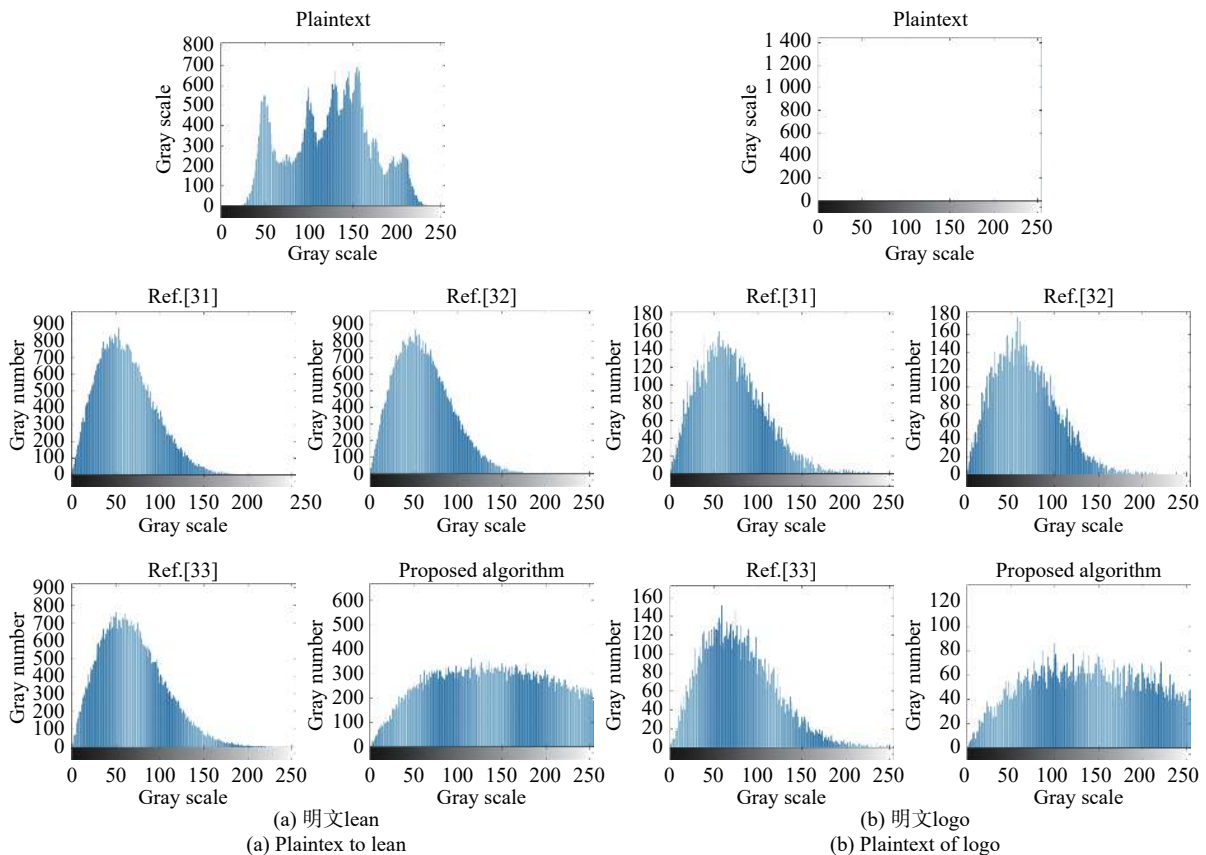 Plaintext
800
700
600
500
400
300
200
100
0
Gray scale
0 50 100 150 200 250
Gray scale
Plaintext
1 400
1 200
1 000
800
600
400
200
0
Gray scale
0 50 100 150 200 250
Gray scale
Ref.[31]
900
800
700
600
500
400
300
200
100
0
Gray number
0 50 100 150 200 250
Gray scale
Ref.[32]
900
800
700
600
500
400
300
200
100
0
Gray number
0 50 100 150 200 250
Gray scale
Ref.[31]
180
160
140
120
100
80
60
40
20
0
Gray number
0 50 100 150 200 250
Gray scale
Ref.[32]
180
160
140
120
100
80
60
40
20
0
Gray number
0 50 100 150 200 250
Gray scale
Ref.[33]
900
800
700
600
500
400
300
200
100
0
Gray number
0 50 100 150 200 250
Gray scale
Proposed algorithm
600
500
400
300
200
100
0
Gray number
0 50 100 150 200 250
Gray scale
Ref.[33]
160
140
120
100
80
60
40
20
0
Gray number
0 50 100 150 200 250
Gray scale
Proposed algorithm
120
100
80
60
40
20
0
Gray number
0 50 100 150 200 250
Gray scale
(a) 明文lean
(a) Plaintex to lean
(b) 明文logo
(b) Plaintext of logo